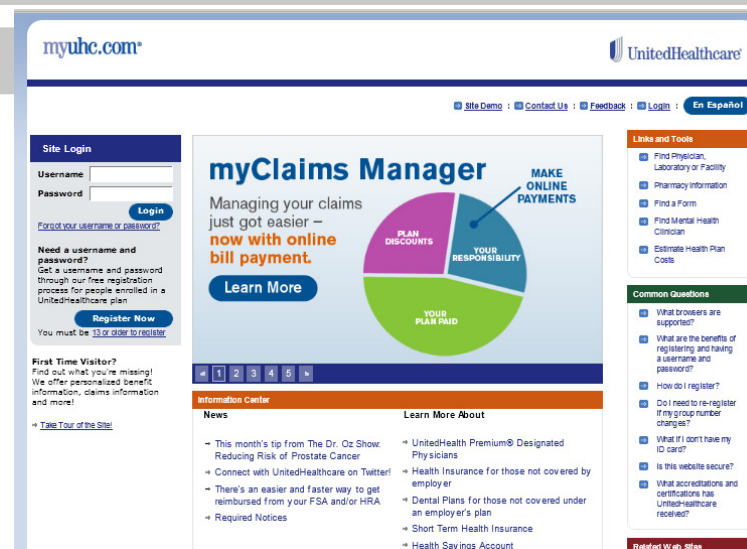 myuhc.com®
UnitedHealthcare®
Site Demo : Contact Us : Feedback : Login : En Español
Site Login
Username
Password
Login
Forgot your username or password?
Need a username and
password?
Get a username and password
through our free registration
process for people enrolled in a
UnitedHealthcare plan
Register Now
You must be 13 or older to register
First Time Visitor?
Find out what you're missing!
We offer personalized benefit
information, claims information
and more!
Take Tour of the Site!
myClaims Manager
Managing your claims
just got easier –
now with online
bill payment.
Learn More
MAKE
ONLINE
PAYMENTS
PLAN
DISCOUNTS
YOUR
RESPONSIBILITY
YOUR
PLAN PAID
1 2 3 4 5
Information Center
News
This month's tip from The Dr. Oz Show:
Reducing Risk of Prostate Cancer
Connect with UnitedHealthcare on Twitter!
There's an easier and faster way to get
reimbursed from your FSA and/or HRA
Required Notices
Learn More About
UnitedHealth Premium® Designated
Physicians
Health Insurance for those not covered by
employer
Dental Plans for those not covered under
an employer's plan
Short Term Health Insurance
Health Savings Account
Links and Tools
Find Physician,
Laboratory or Facility
Pharmacy Information
Find a Form
Find Mental Health
Clinician
Estimate Health Plan
Costs
Common Questions
What browsers are
supported?
What are the benefits of
registering and having
a username and
password?
How do I register?
Do I need to re-register
if my group number
changes?
What if I don't have my
ID card?
Is this website secure?
What accreditations and
certifications has
UnitedHealthcare
received?
Related Web Sites